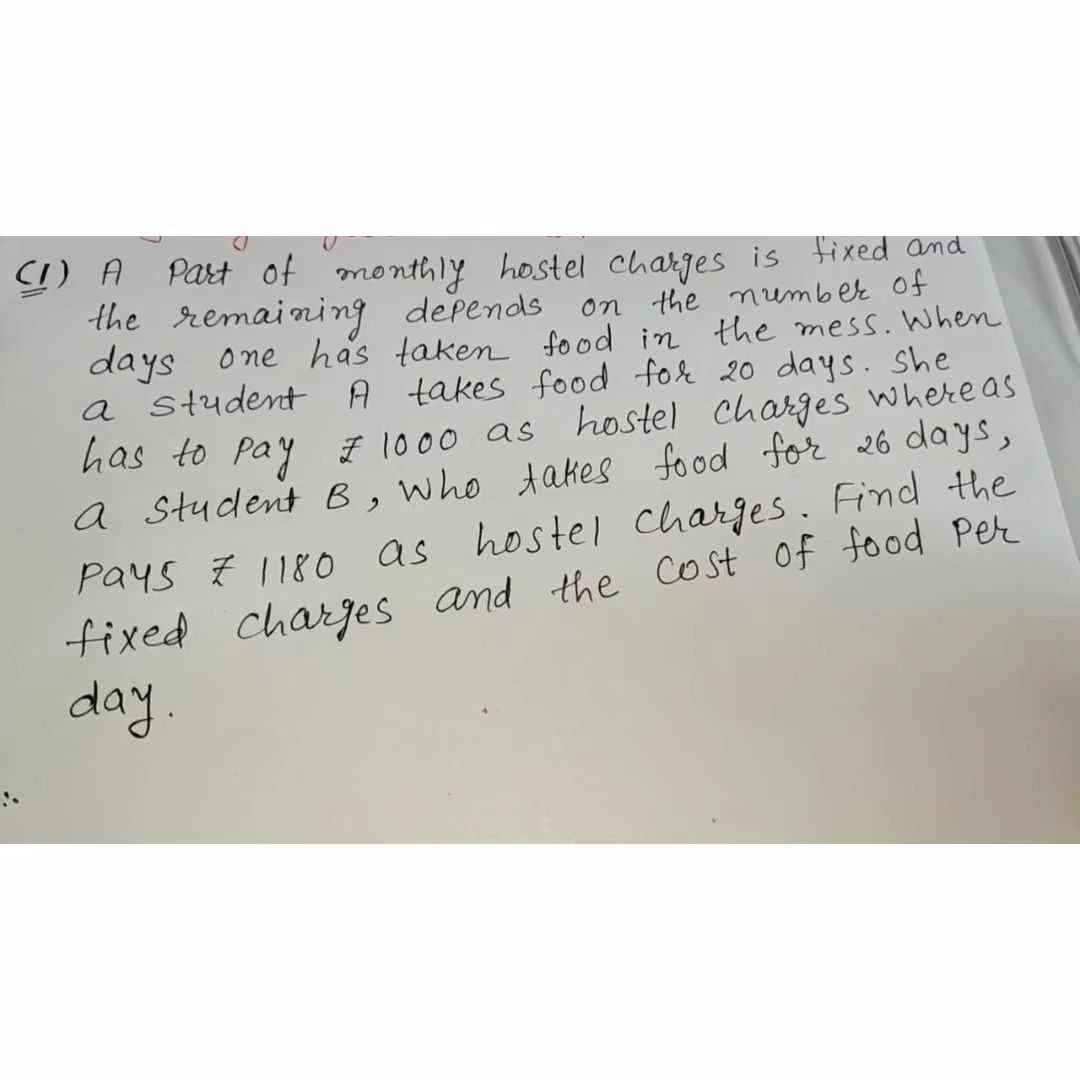 C1) A Part of monthly hostel charges is fixed and
the remaining depends on the number of
days one has taken food in the mess. When
a student A takes food for 20 days. She
has to pay ₹ 1000 as hostel charges whereas
a student B, who takes food for 26 days,
pays ₹ 1180 as hostel charges. Find the
fixed charges and the cost of food per
day.
∴